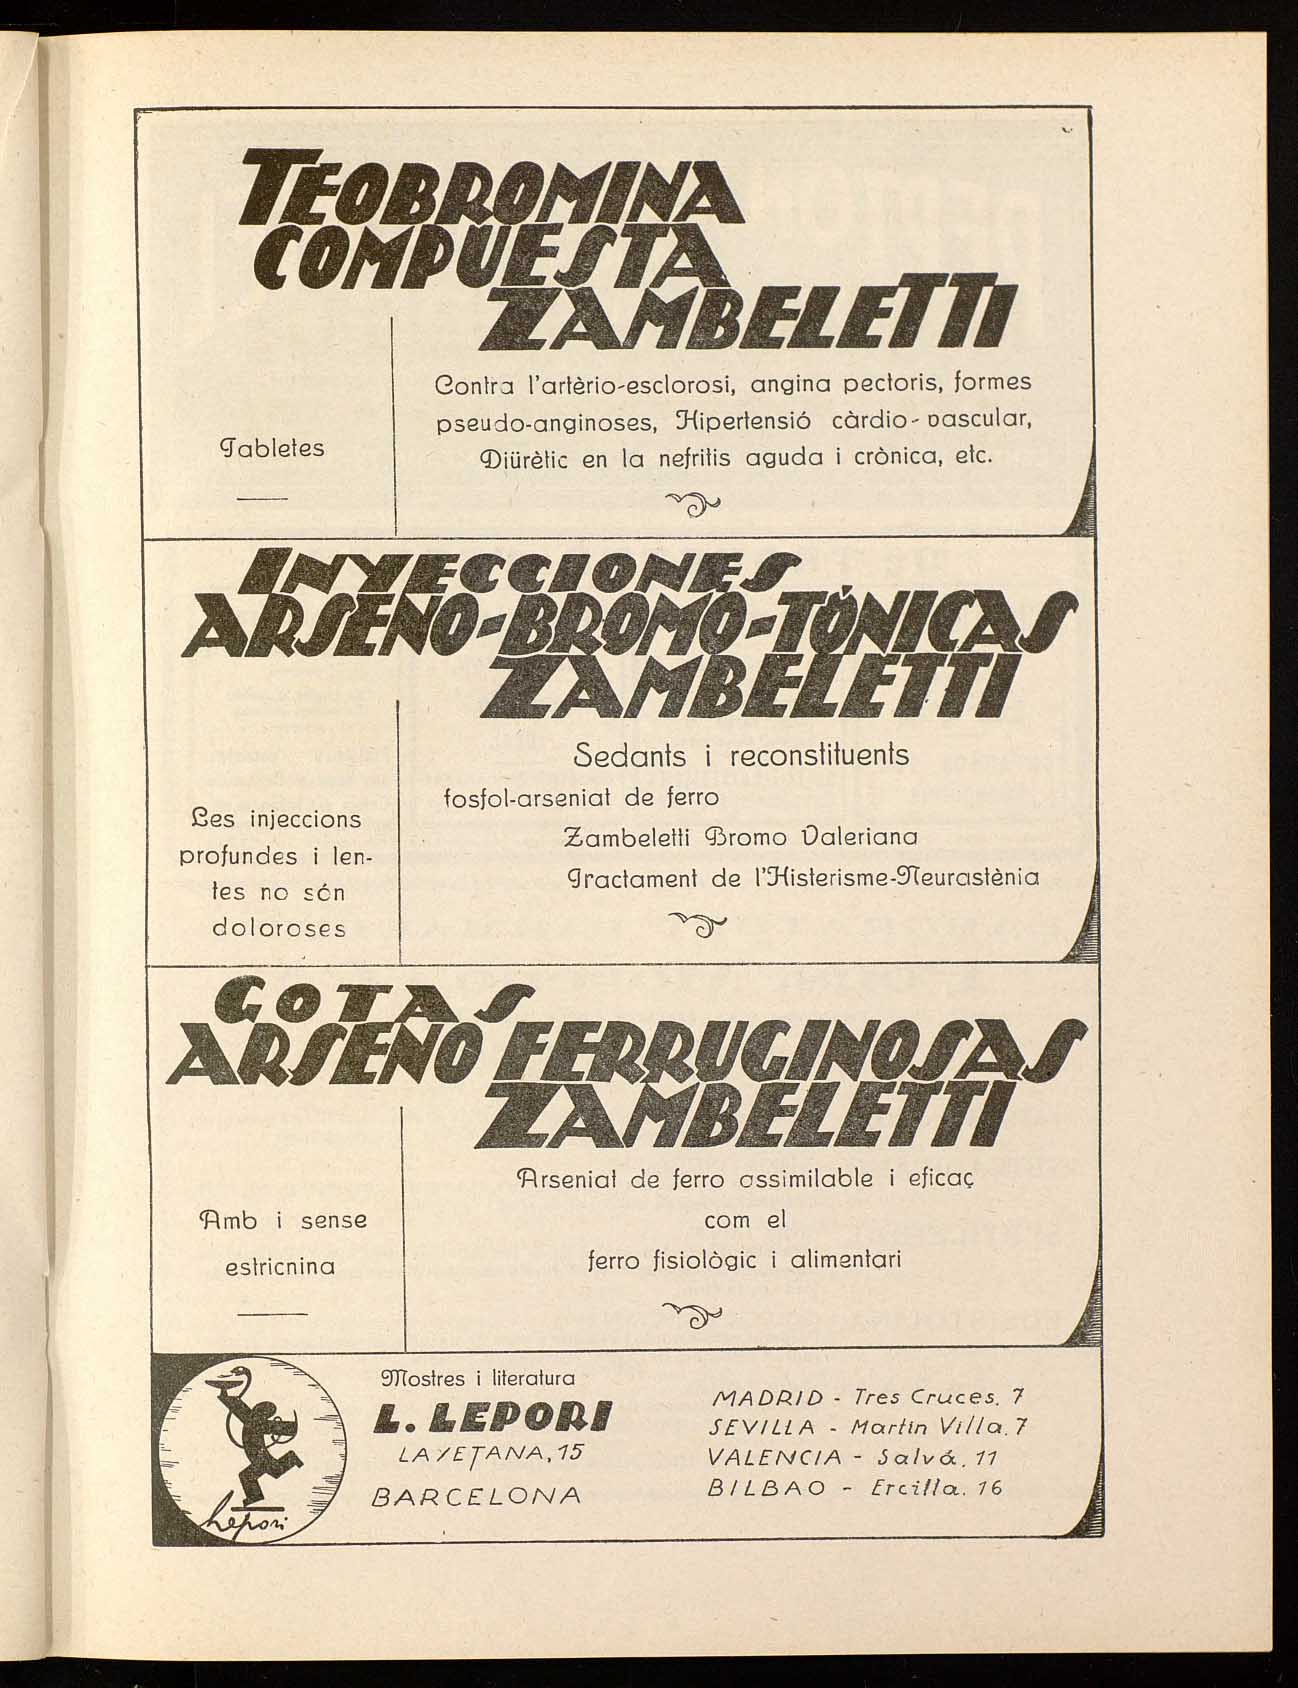 TEOBROMINA
COMPUESTA
ZAMBELETTI
Tabletes
Contra l'artèrio-esclorosi, angina pectoris, formes
pseudo-anginoses, Hipertensió càrdio-vascular,
Diürètic en la nefritis aguda i crònica, etc.
INYECCIONES
ARSENO-BROMO-TÓNICAS
ZAMBELETTI
Les injeccions
profundes i len-
tes no són
doloroses
Sedants i reconstituents
fosfol-arseniat de ferro
Zambeletti Bromo Valeriana
Tractament de l'Histerisme-Neurastènia
GOTAS
ARSENO FERRUGINOSAS
ZAMBELETTI
Amb i sense
estricnina
Arseniat de ferro assimilable i eficaç
com el
ferro fisiològic i alimentari
Lepori
Mostres i literatura
L. LEPORI
LAYETANA, 15
BARCELONA
MADRID - Tres Cruces, 7
SEVILLA - Martin Villa, 7
VALENCIA - Salvá, 11
BILBAO - Ercilla, 16